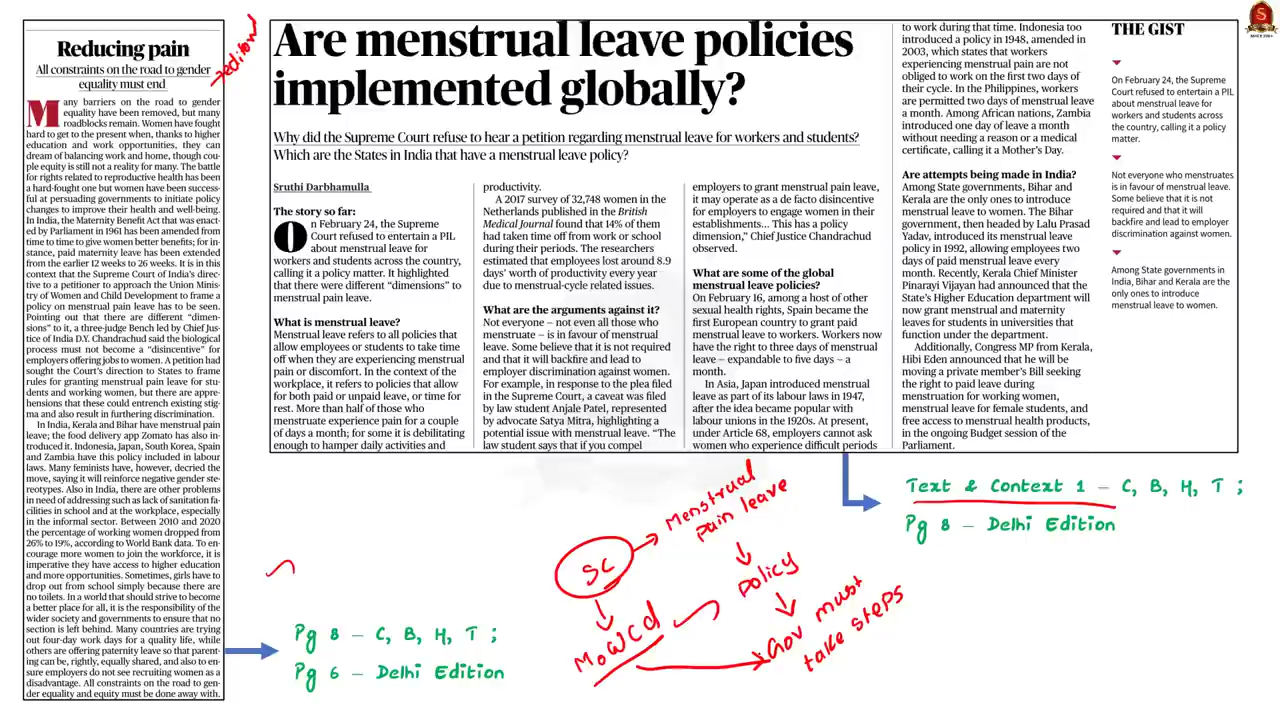 Reducing pain
All constraints on the road to gender
equality must end
Many barriers on the road to gender
equality have been removed, but many
roadblocks remain. Women have fought
hard to get to the present when, thanks to higher
education and work opportunities, they can
dream of balancing work and home, though cou-
ple equity is still not a reality for many. The battle
for rights related to reproductive health has been
a hard-fought one but women have been success-
ful at persuading governments to initiate policy
changes to improve their health and well-being.
In India, the Maternity Benefit Act that was enact-
ed by Parliament in 1961 has been amended from
time to time to give women better benefits; for in-
stance, paid maternity leave has been extended
from the earlier 12 weeks to 26 weeks. It is in this
context that the Supreme Court of India's direc-
tive to a petitioner to approach the Union Minis-
try of Women and Child Development to frame a
policy on menstrual pain leave has to be seen.
Pointing out that there are different "dimen-
sions" to it, a three-judge Bench led by Chief Jus-
tice of India D.Y. Chandrachud said the biological
process must not become a "disincentive" for
employers offering jobs to women. A petition had
sought the Court's direction to States to frame
rules for granting menstrual pain leave for stu-
dents and working women, but there are appre-
hensions that these could entrench existing stig-
ma and also result in furthering discrimination.
In India, Kerala and Bihar have menstrual pain
leave; the food delivery app Zomato has also in-
troduced it. Indonesia, Japan, South Korea, Spain
and Zambia have this policy included in labour
laws. Many feminists have, however, decried the
move, saying it will reinforce negative gender ste-
reotypes. Also in India, there are other problems
in need of addressing such as lack of sanitation fa-
cilities in school and at the workplace, especially
in the informal sector. Between 2010 and 2020
the percentage of working women dropped from
26% to 19%, according to World Bank data. To en-
courage more women to join the workforce, it is
imperative they have access to higher education
and more opportunities. Sometimes, girls have to
drop out from school simply because there are
no toilets. In a world that should strive to become
a better place for all, it is the responsibility of the
wider society and governments to ensure that no
section is left behind. Many countries are trying
out four-day work days for a quality life, while
others are offering paternity leave so that parent-
ing can be, rightly, equally shared, and also to en-
sure employers do not see recruiting women as a
disadvantage. All constraints on the road to gen-
der equality and equity must be done away with.
Are menstrual leave policies
implemented globally?
Why did the Supreme Court refuse to hear a petition regarding menstrual leave for workers and students?
Which are the States in India that have a menstrual leave policy?
Sruthi Darbhamulla
The story so far:
On February 24, the Supreme
Court refused to entertain a PIL
about menstrual leave for
workers and students across the country,
calling it a policy matter. It highlighted
that there were different "dimensions" to
menstrual pain leave.
What is menstrual leave?
Menstrual leave refers to all policies that
allow employees or students to take time
off when they are experiencing menstrual
pain or discomfort. In the context of the
workplace, it refers to policies that allow
for both paid or unpaid leave, or time for
rest. More than half of those who
menstruate experience pain for a couple
of days a month; for some it is debilitating
enough to hamper daily activities and
productivity.
A 2017 survey of 32,748 women in the
Netherlands published in the British
Medical Journal found that 14% of them
had taken time off from work or school
during their periods. The researchers
estimated that employees lost around 8.9
days' worth of productivity every year
due to menstrual-cycle related issues.
What are the arguments against it?
Not everyone – not even all those who
menstruate – is in favour of menstrual
leave. Some believe that it is not required
and that it will backfire and lead to
employer discrimination against women.
For example, in response to the plea filed
in the Supreme Court, a caveat was filed
by law student Anjale Patel, represented
by advocate Satya Mitra, highlighting a
potential issue with menstrual leave. "The
law student says that if you compel
employers to grant menstrual pain leave,
it may operate as a de facto disincentive
for employers to engage women in their
establishments... This has a policy
dimension," Chief Justice Chandrachud
observed.
What are some of the global
menstrual leave policies?
On February 16, among a host of other
sexual health rights, Spain became the
first European country to grant paid
menstrual leave to workers. Workers now
have the right to three days of menstrual
leave – expandable to five days – a
month.
In Asia, Japan introduced menstrual
leave as part of its labour laws in 1947,
after the idea became popular with
labour unions in the 1920s. At present,
under Article 68, employers cannot ask
women who experience difficult periods
to work during that time. Indonesia too
introduced a policy in 1948, amended in
2003, which states that workers
experiencing menstrual pain are not
obliged to work on the first two days of
their cycle. In the Philippines, workers
are permitted two days of menstrual leave
a month. Among African nations, Zambia
introduced one day of leave a month
without needing a reason or a medical
certificate, calling it a Mother's Day.
Are attempts being made in India?
Among State governments, Bihar and
Kerala are the only ones to introduce
menstrual leave to women. The Bihar
government, then headed by Lalu Prasad
Yadav, introduced its menstrual leave
policy in 1992, allowing employees two
days of paid menstrual leave every
month. Recently, Kerala Chief Minister
Pinarayi Vijayan had announced that the
State's Higher Education department will
now grant menstrual and maternity
leaves for students in universities that
function under the department.
Additionally, Congress MP from Kerala,
Hibi Eden announced that he will be
moving a private member's Bill seeking
the right to paid leave during
menstruation for working women,
menstrual leave for female students, and
free access to menstrual health products,
in the ongoing Budget session of the
Parliament.
THE GIST
On February 24, the Supreme
Court refused to entertain a PIL
about menstrual leave for
workers and students across
the country, calling it a policy
matter.
Not everyone who menstruates
is in favour of menstrual leave.
Some believe that it is not
required and that it will
backfire and lead to employer
discrimination against women.
Among State governments in
India, Bihar and Kerala are the
only ones to introduce
menstrual leave to women.
Text & Context 1 – C, B, H, T ;
Pg 8 – Delhi Edition
SC
Menstrual
pain leave
policy
Gov must
take steps
MoWCd
Pg 8 – C, B, H, T ;
Pg 6 – Delhi Edition